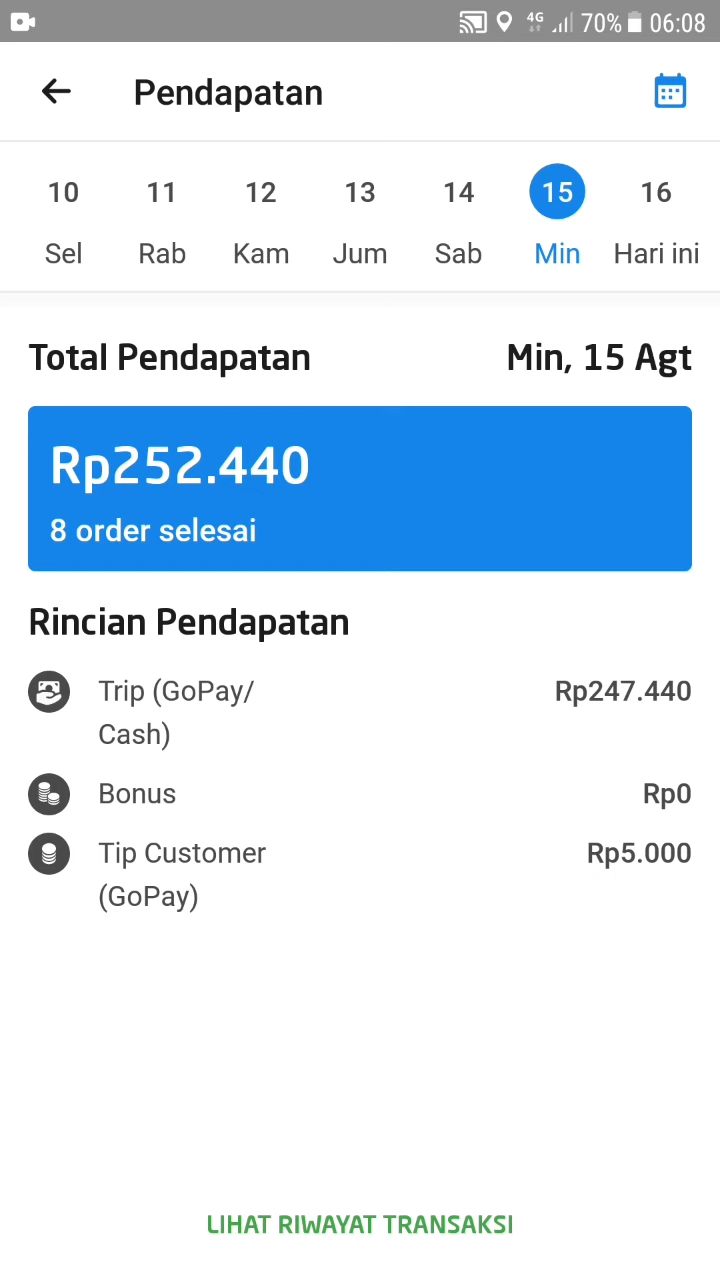 4G 70% 06:08
Pendapatan
10 11 12 13 14 15 16
Sel Rab Kam Jum Sab Min Hari ini
Total Pendapatan Min, 15 Agt
Rp252.440
8 order selesai
Rincian Pendapatan
Trip (GoPay/ Rp247.440
Cash)
Bonus Rp0
Tip Customer Rp5.000
(GoPay)
LIHAT RIWAYAT TRANSAKSI